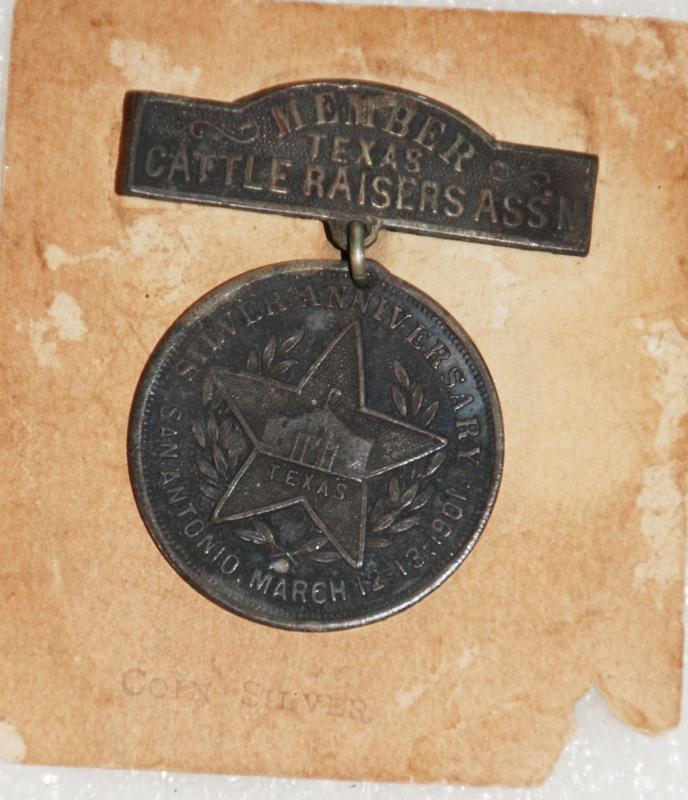 MEMBER
TEXAS
CATTLE RAISERS ASS'N
SILVER ANNIVERSARY
TEXAS
SAN ANTONIO. MARCH 12-13. 1901.
COIN SILVER